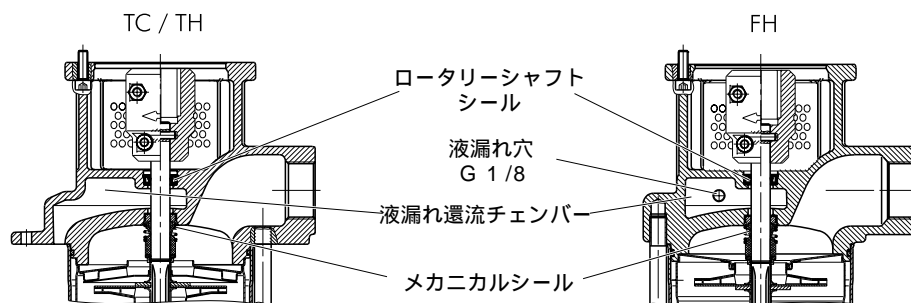 TC / TH
FH
ロータリーシャフト
シール
液漏れ穴
G 1/8
液漏れ還流チェンバー
メカニカルシール